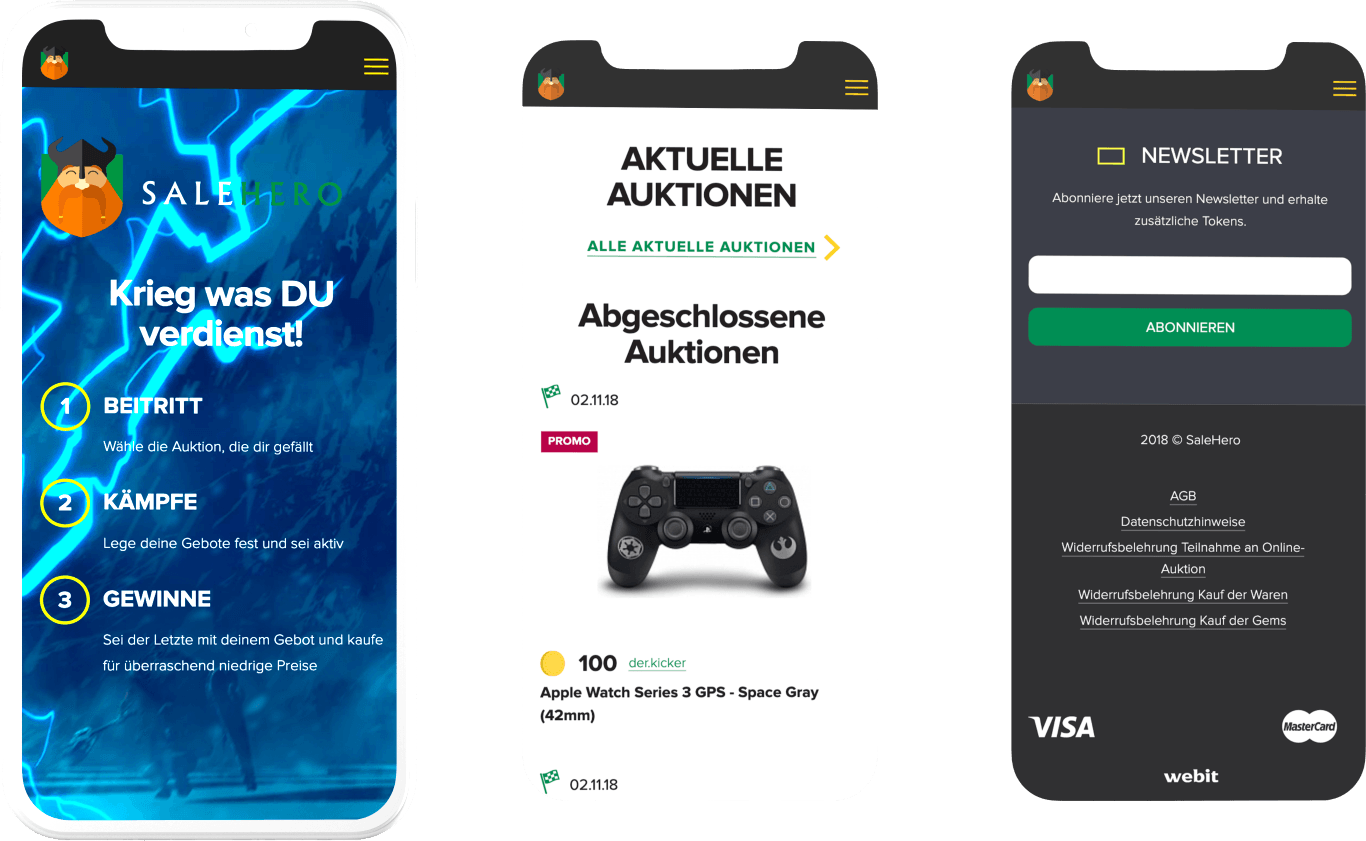 SALEHERO
Krieg was DU
verdienst!
1 BEITRITT
Wähle die Auktion, die dir gefällt
2 KÄMPFE
Lege deine Gebote fest und sei aktiv
3 GEWINNE
Sei der Letzte mit deinem Gebot und kaufe
für überraschend niedrige Preise
AKTUELLE
AUKTIONEN
ALLE AKTUELLE AUKTIONEN
Abgeschlossene
Auktionen
02.11.18
PROMO
100 der.kicker
Apple Watch Series 3 GPS - Space Gray
(42mm)
02.11.18
NEWSLETTER
Abonniere jetzt unseren Newsletter und erhalte
zusätzliche Tokens.
ABONNIEREN
2018 © SaleHero
AGB
Datenschutzhinweise
Widerrufsbelehrung Teilnahme an Online-
Auktion
Widerrufsbelehrung Kauf der Waren
Widerrufsbelehrung Kauf der Gems
VISA
MasterCard
webit